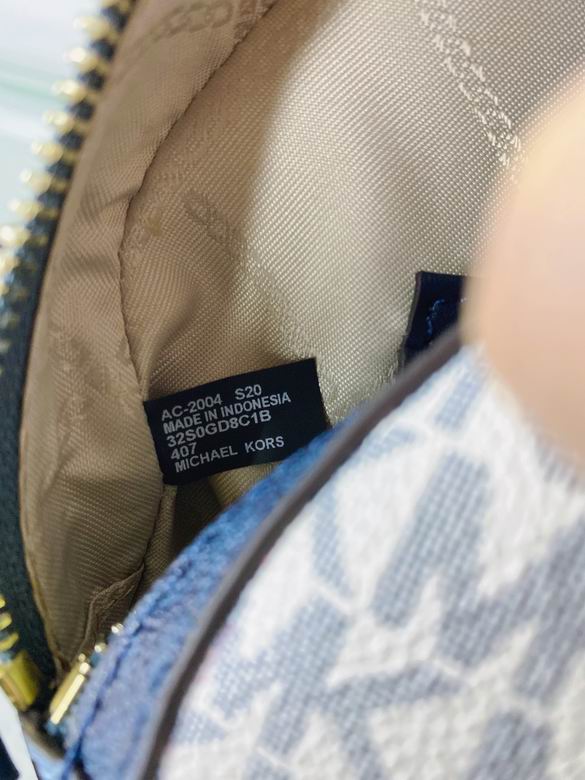 AC-2004 S20
MADE IN INDONESIA
32S0GD8C1B
407
MICHAEL KORS